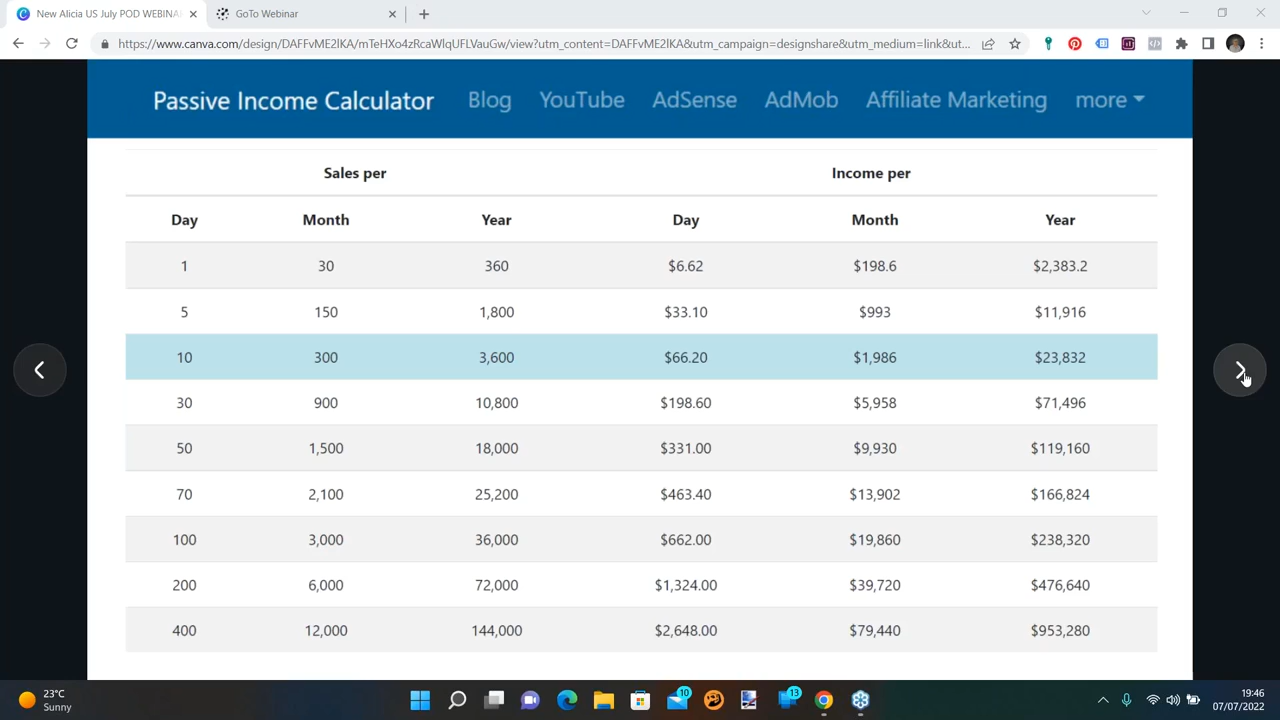 New Alicia US July POD WEBINA
GoTo Webinar
https://www.canva.com/design/DAFFvME2lKA/mTeHXo4zRaWlct1FLVsuGw/view?utm_content=DAFFvME2lKA&utm_campaign=designshare&utm_medium=link&ut...
Passive Income Calculator Blog YouTube AdSense AdMob Affiliate Marketing more
Sales per Income per
Day Month Year Day Month Year
1 30 360 $6.62 $198.6 $2,383.2
5 150 1,800 $33.10 $993 $11,916
10 300 3,600 $66.20 $1,986 $23,832
30 900 10,800 $198.60 $5,958 $71,496
50 1,500 18,000 $331.00 $9,930 $119,160
70 2,100 25,200 $463.40 $13,902 $166,824
100 3,000 36,000 $662.00 $19,860 $238,320
200 6,000 72,000 $1,324.00 $39,720 $476,640
400 12,000 144,000 $2,648.00 $79,440 $953,280
23°C
Sunny
10
13
19:46
07/07/2022